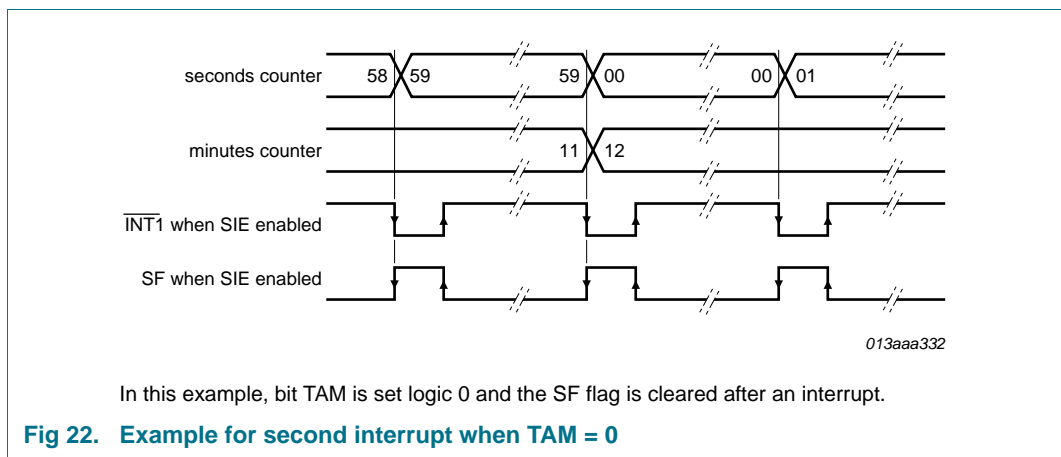 seconds counter 58 59 59 00 00 01
minutes counter 11 12
INT1 when SIE enabled
SF when SIE enabled
013aaa332
In this example, bit TAM is set logic 0 and the SF flag is cleared after an interrupt.
Fig 22. Example for second interrupt when TAM = 0